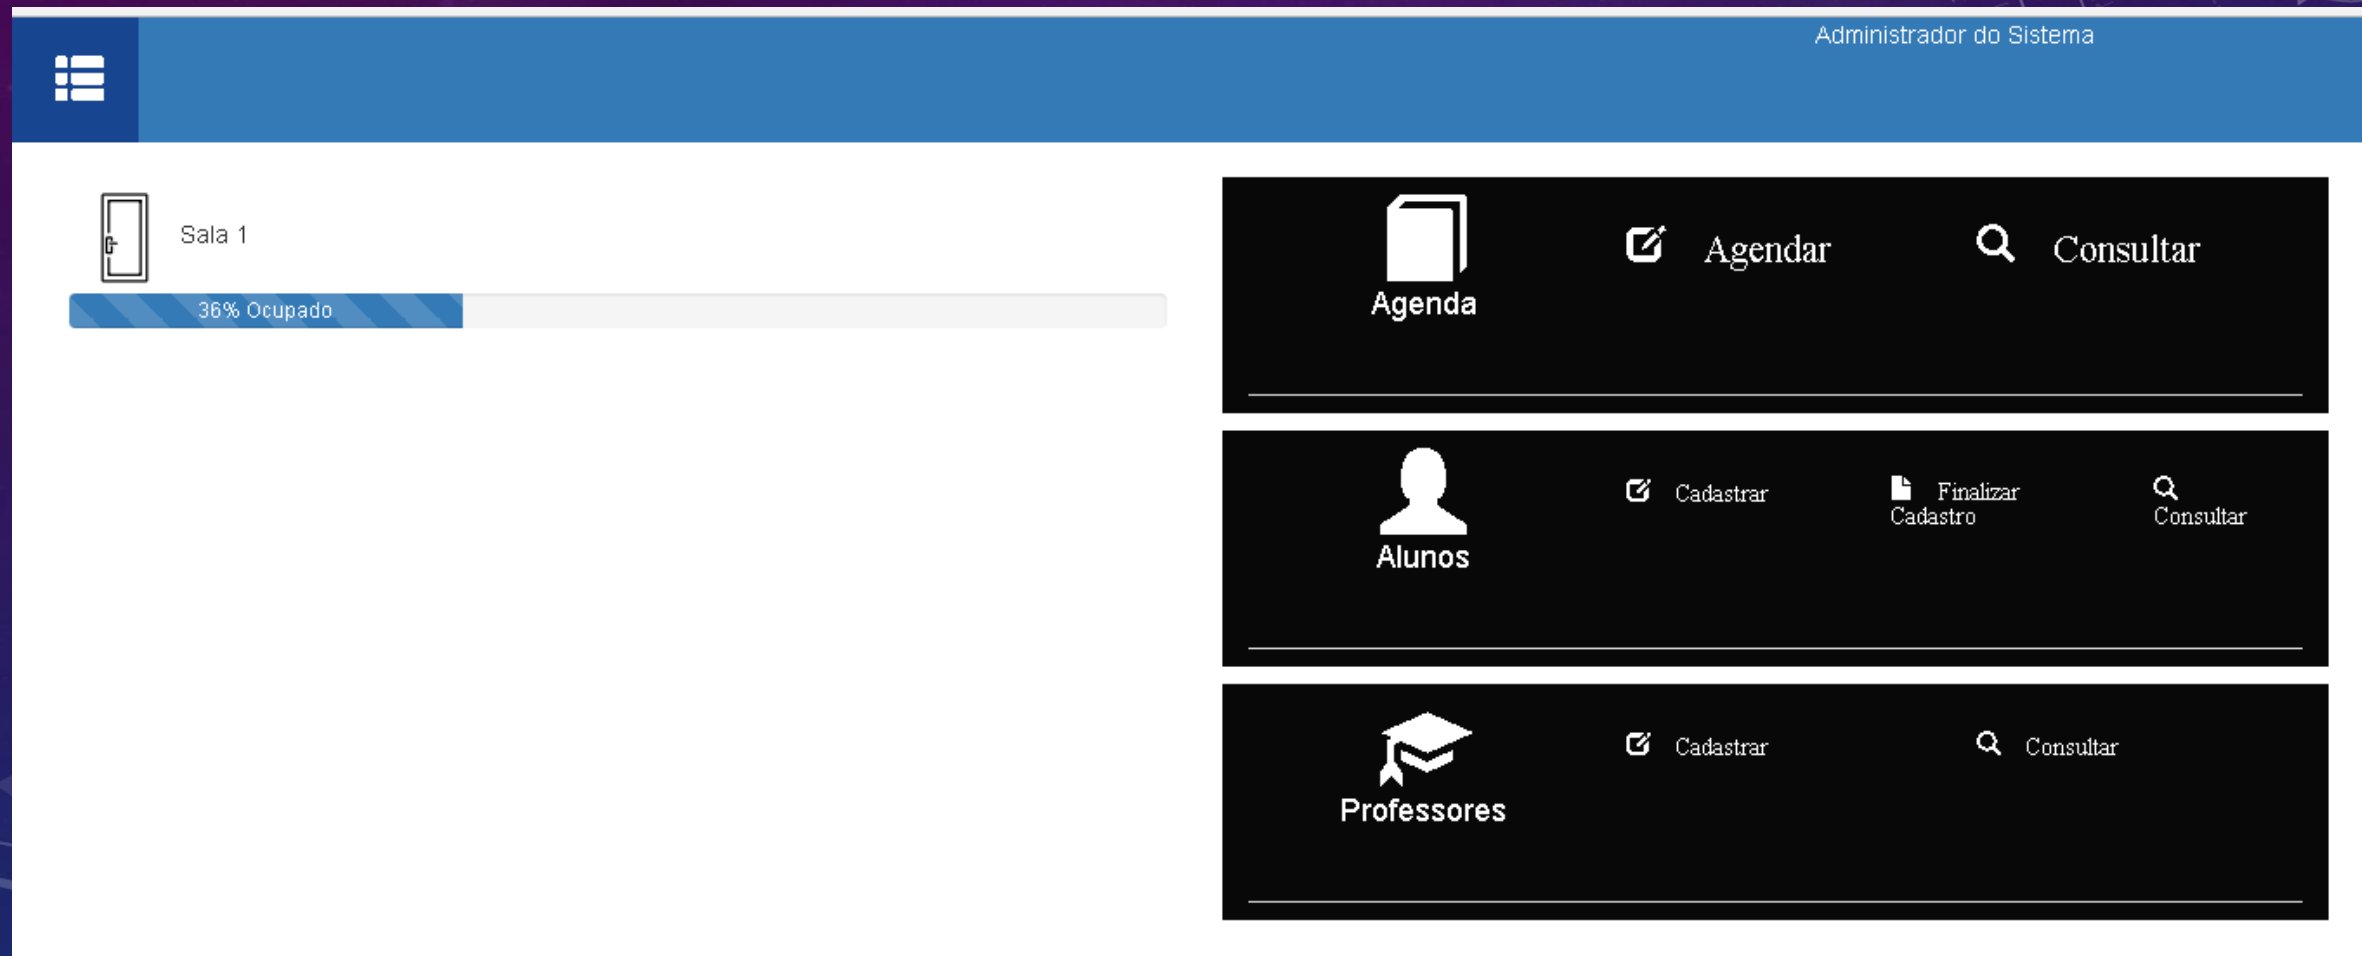 Administrador do Sistema
Sala 1
36% Ocupado
Agenda
Agendar
Consultar
Alunos
Cadastrar
Finalizar
Cadastro
Consultar
Professores
Cadastrar
Consultar